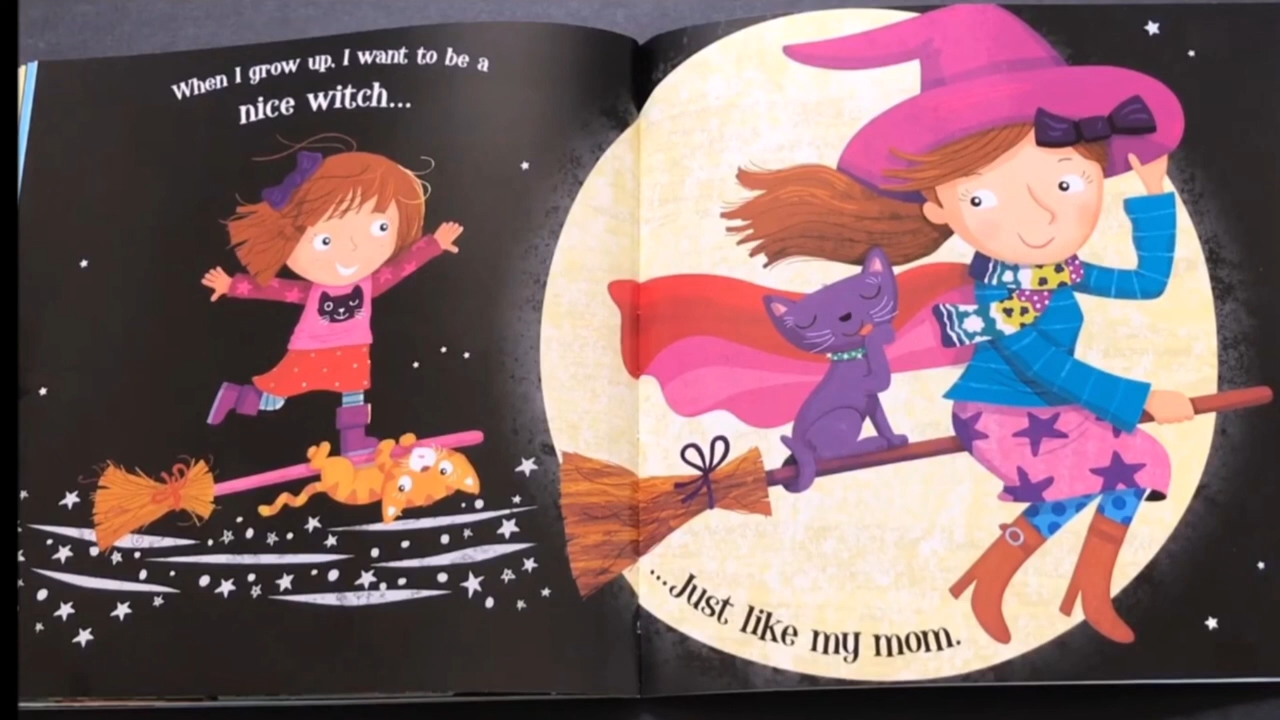 When I grow up, I want to be a
nice witch...
...Just like my mom.